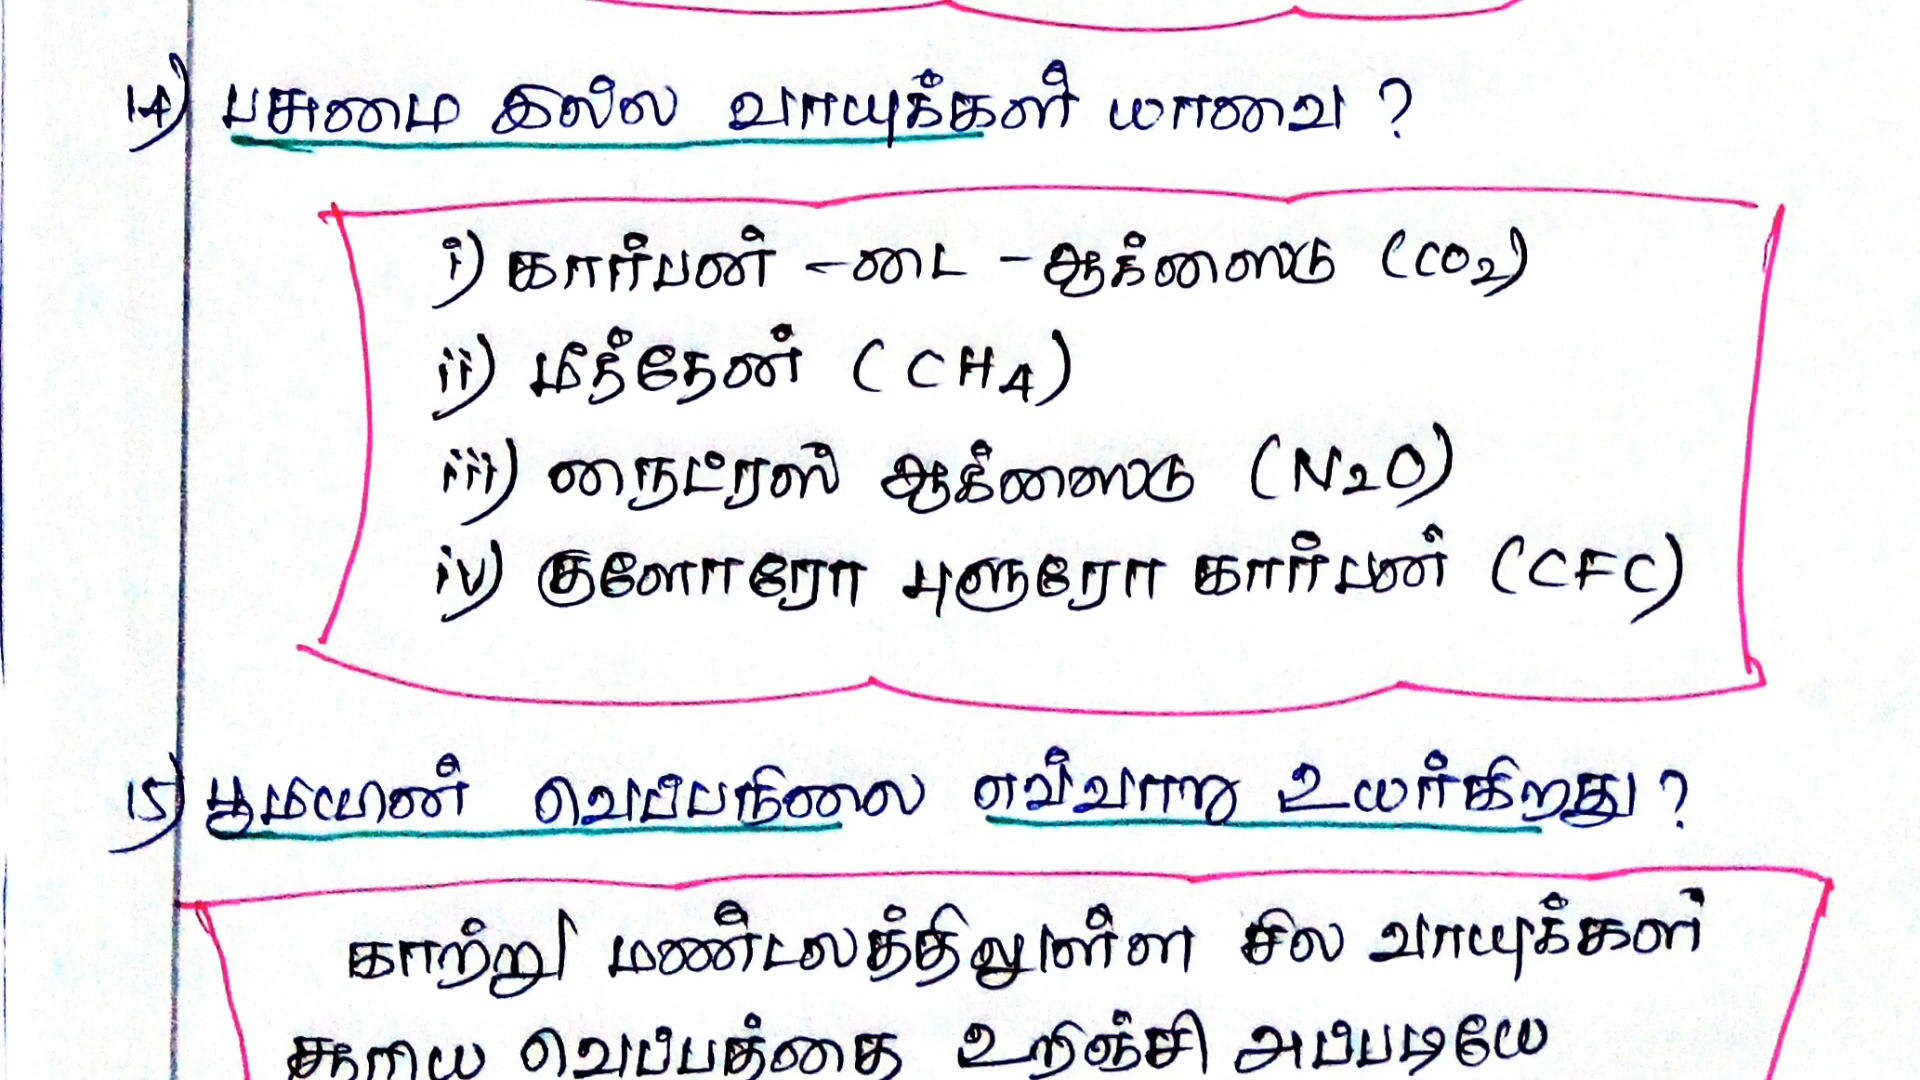 14) பசுமை இல்ல வாயுக்கள் யாவை ?
i) கார்பன் - டை - ஆக்ஸைடு (CO2)
ii) மீத்தேன் (CH4)
iii) நைட்ரஸ் ஆக்ஸைடு (N2O)
iv) குளோரோ புளுரோ கார்பன் (CFC)
15) பூமியின் வெப்பநிலை எவ்வாறு உயர்கிறது ?
காற்று மண்டலத்திலுள்ள சில வாயுக்கள்
சூரிய வெப்பத்தை உறிஞ்சி அப்படியே